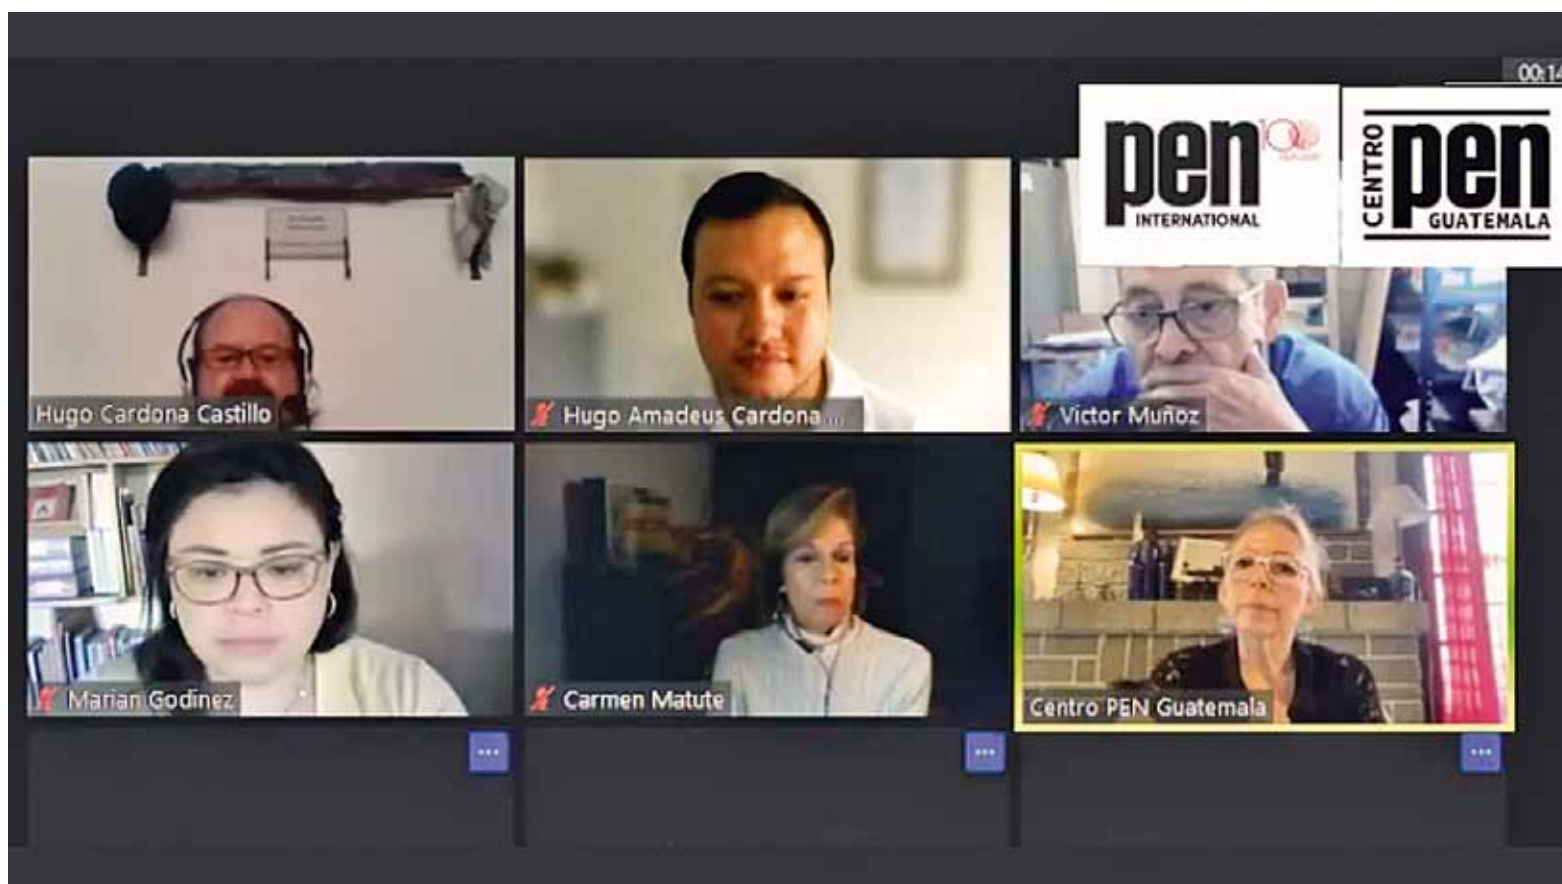 00:14
pen
INTERNATIONAL
CENTRO
pen
GUATEMALA
Hugo Cardona Castillo
Hugo Amadeus Cardona ...
Victor Muñoz
Marian Godinez
Carmen Matute
Centro PEN Guatemala